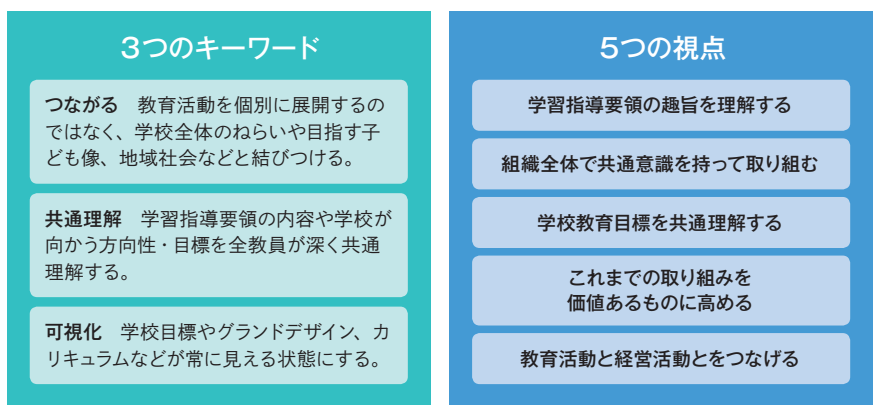 3つのキーワード
つながる　教育活動を個別に展開するの
ではなく、学校全体のねらいや目指す子
ども像、地域社会などと結びつける。
共通理解　学習指導要領の内容や学校が
向かう方向性・目標を全教員が深く共通
理解する。
可視化　学校目標やグランドデザイン、カ
リキュラムなどが常に見える状態にする。
5つの視点
学習指導要領の趣旨を理解する
組織全体で共通意識を持って取り組む
学校教育目標を共通理解する
これまでの取り組みを
価値あるものに高める
教育活動と経営活動とをつなげる